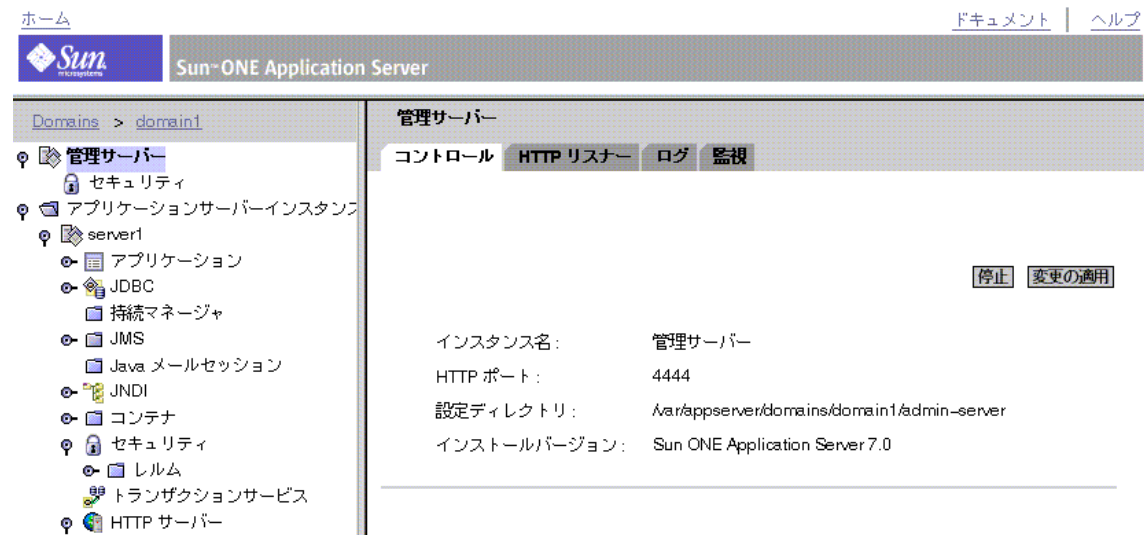 ホーム
ドキュメント | ヘルプ
Sun microsystems
Sun™ ONE Application Server
Domains > domain1
管理サーバー
セキュリティ
アプリケーションサーバーインスタンス
server1
アプリケーション
JDBC
持続マネージャ
JMS
Java メールセッション
JNDI
コンテナ
セキュリティ
レルム
トランザクションサービス
HTTP サーバー
管理サーバー
コントロール HTTP リスナー ログ 監視
停止 変更の適用
インスタンス名: 管理サーバー
HTTP ポート: 4444
設定ディレクトリ: /var/appserver/domains/domain1/admin-server
インストールバージョン: Sun ONE Application Server 7.0